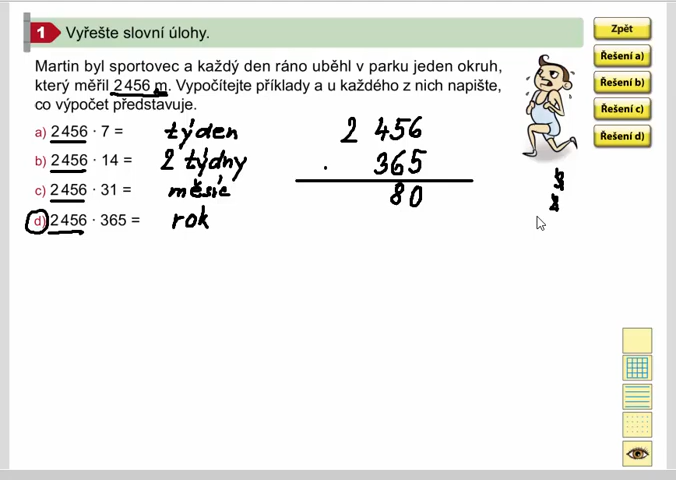 1 Vyřešte slovní úlohy.
Zpět
Řešení a)
Řešení b)
Řešení c)
Řešení d)
Martin byl sportovec a každý den ráno uběhl v parku jeden okruh,
který měřil 2 456 m. Vypočítejte příklady a u každého z nich napište,
co výpočet představuje.
a) 2 456 · 7 = týden
b) 2 456 · 14 = 2 týdny
c) 2 456 · 31 = měsíc
d) 2 456 · 365 = rok
2 456
· 365
80